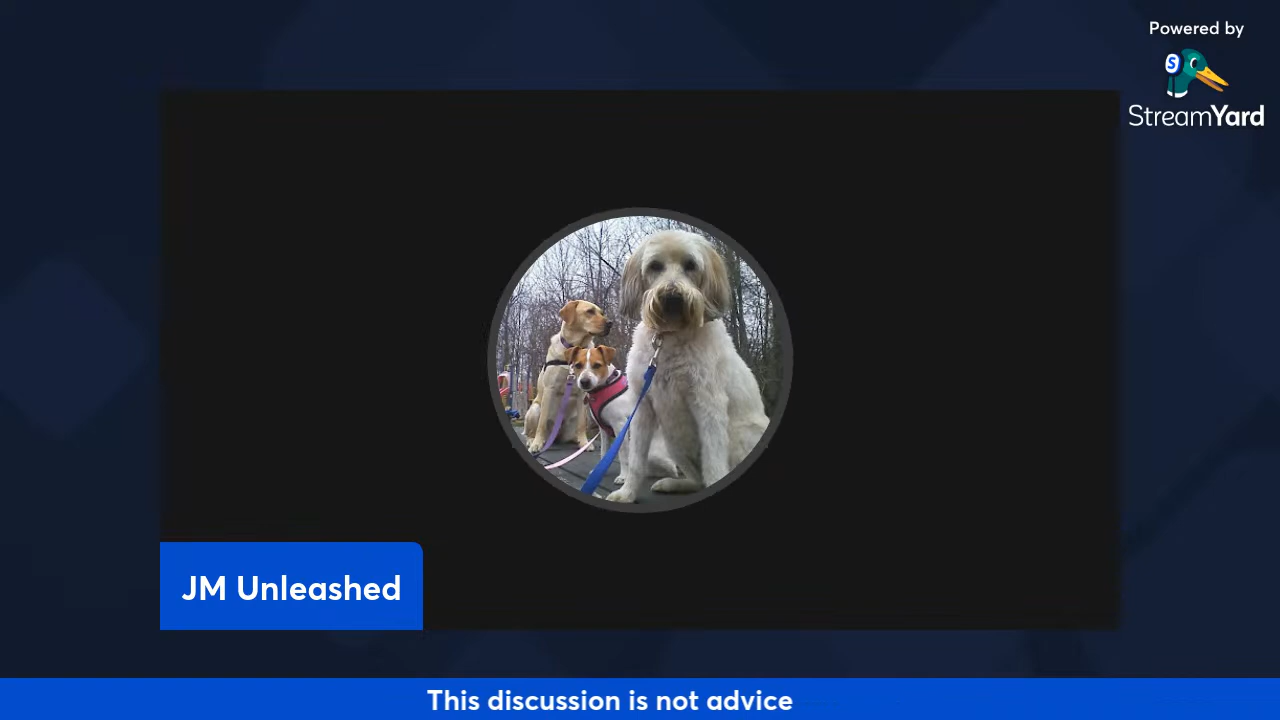 Powered by
S
StreamYard
JM Unleashed
This discussion is not advice